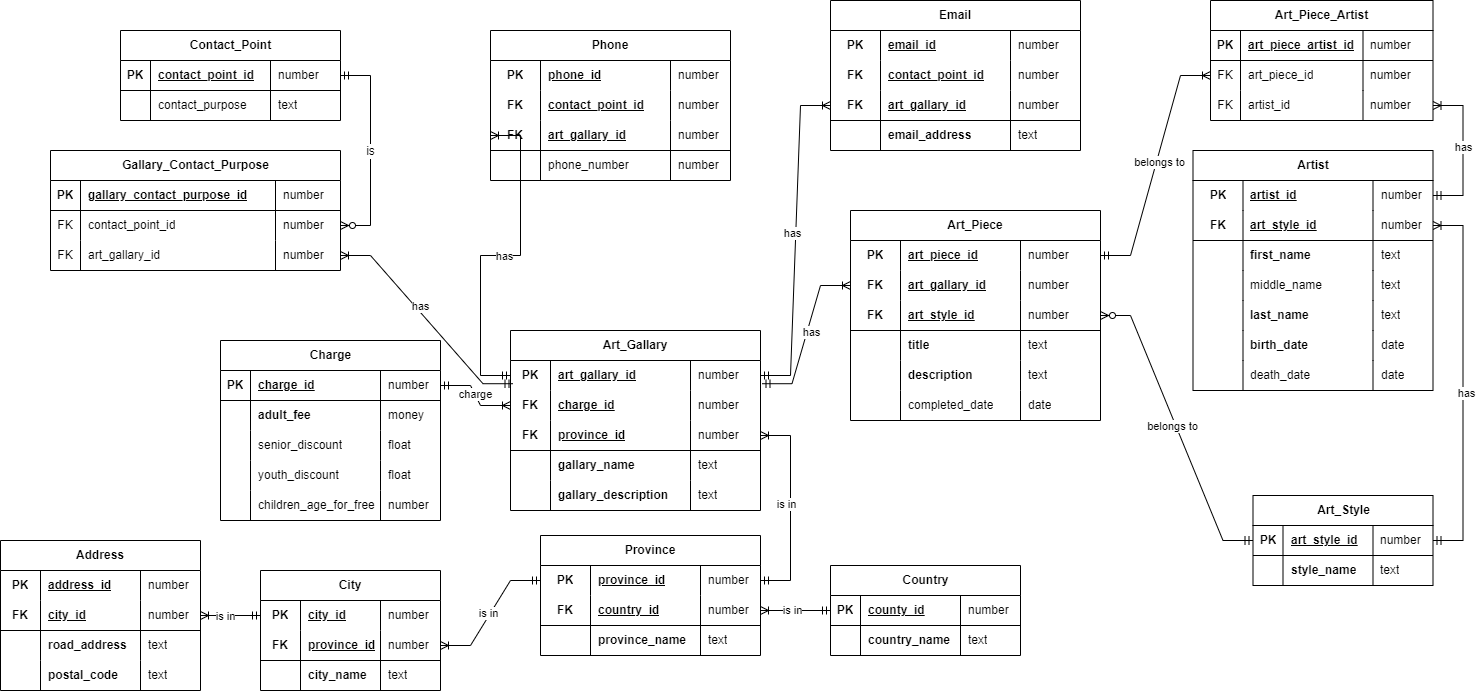 Contact_Point
PK contact_point_id number
contact_purpose text
Phone
PK phone_id number
FK contact_point_id number
FK art_gallary_id number
phone_number number
Email
PK email_id number
FK contact_point_id number
FK art_gallary_id number
email_address text
Art_Piece_Artist
PK art_piece_artist_id number
FK art_piece_id number
FK artist_id number
is
has
has
belongs to
has
Gallary_Contact_Purpose
PK gallary_contact_purpose_id number
FK contact_point_id number
FK art_gallary_id number
Art_Piece
PK art_piece_id number
FK art_gallary_id number
FK art_style_id number
title text
description text
completed_date date
Artist
PK artist_id number
FK art_style_id number
first_name text
middle_name text
last_name text
birth_date date
death_date date
has
has
belongs to
has
Charge
PK charge_id number
adult_fee money
senior_discount float
youth_discount float
children_age_for_free number
charge
Art_Gallary
PK art_gallary_id number
FK charge_id number
FK province_id number
gallary_name text
gallary_description text
is in
Art_Style
PK art_style_id number
style_name text
Address
PK address_id number
FK city_id number
road_address text
postal_code text
is in
City
PK city_id number
FK province_id number
city_name text
is in
Province
PK province_id number
FK country_id number
province_name text
is in
Country
PK county_id number
country_name text